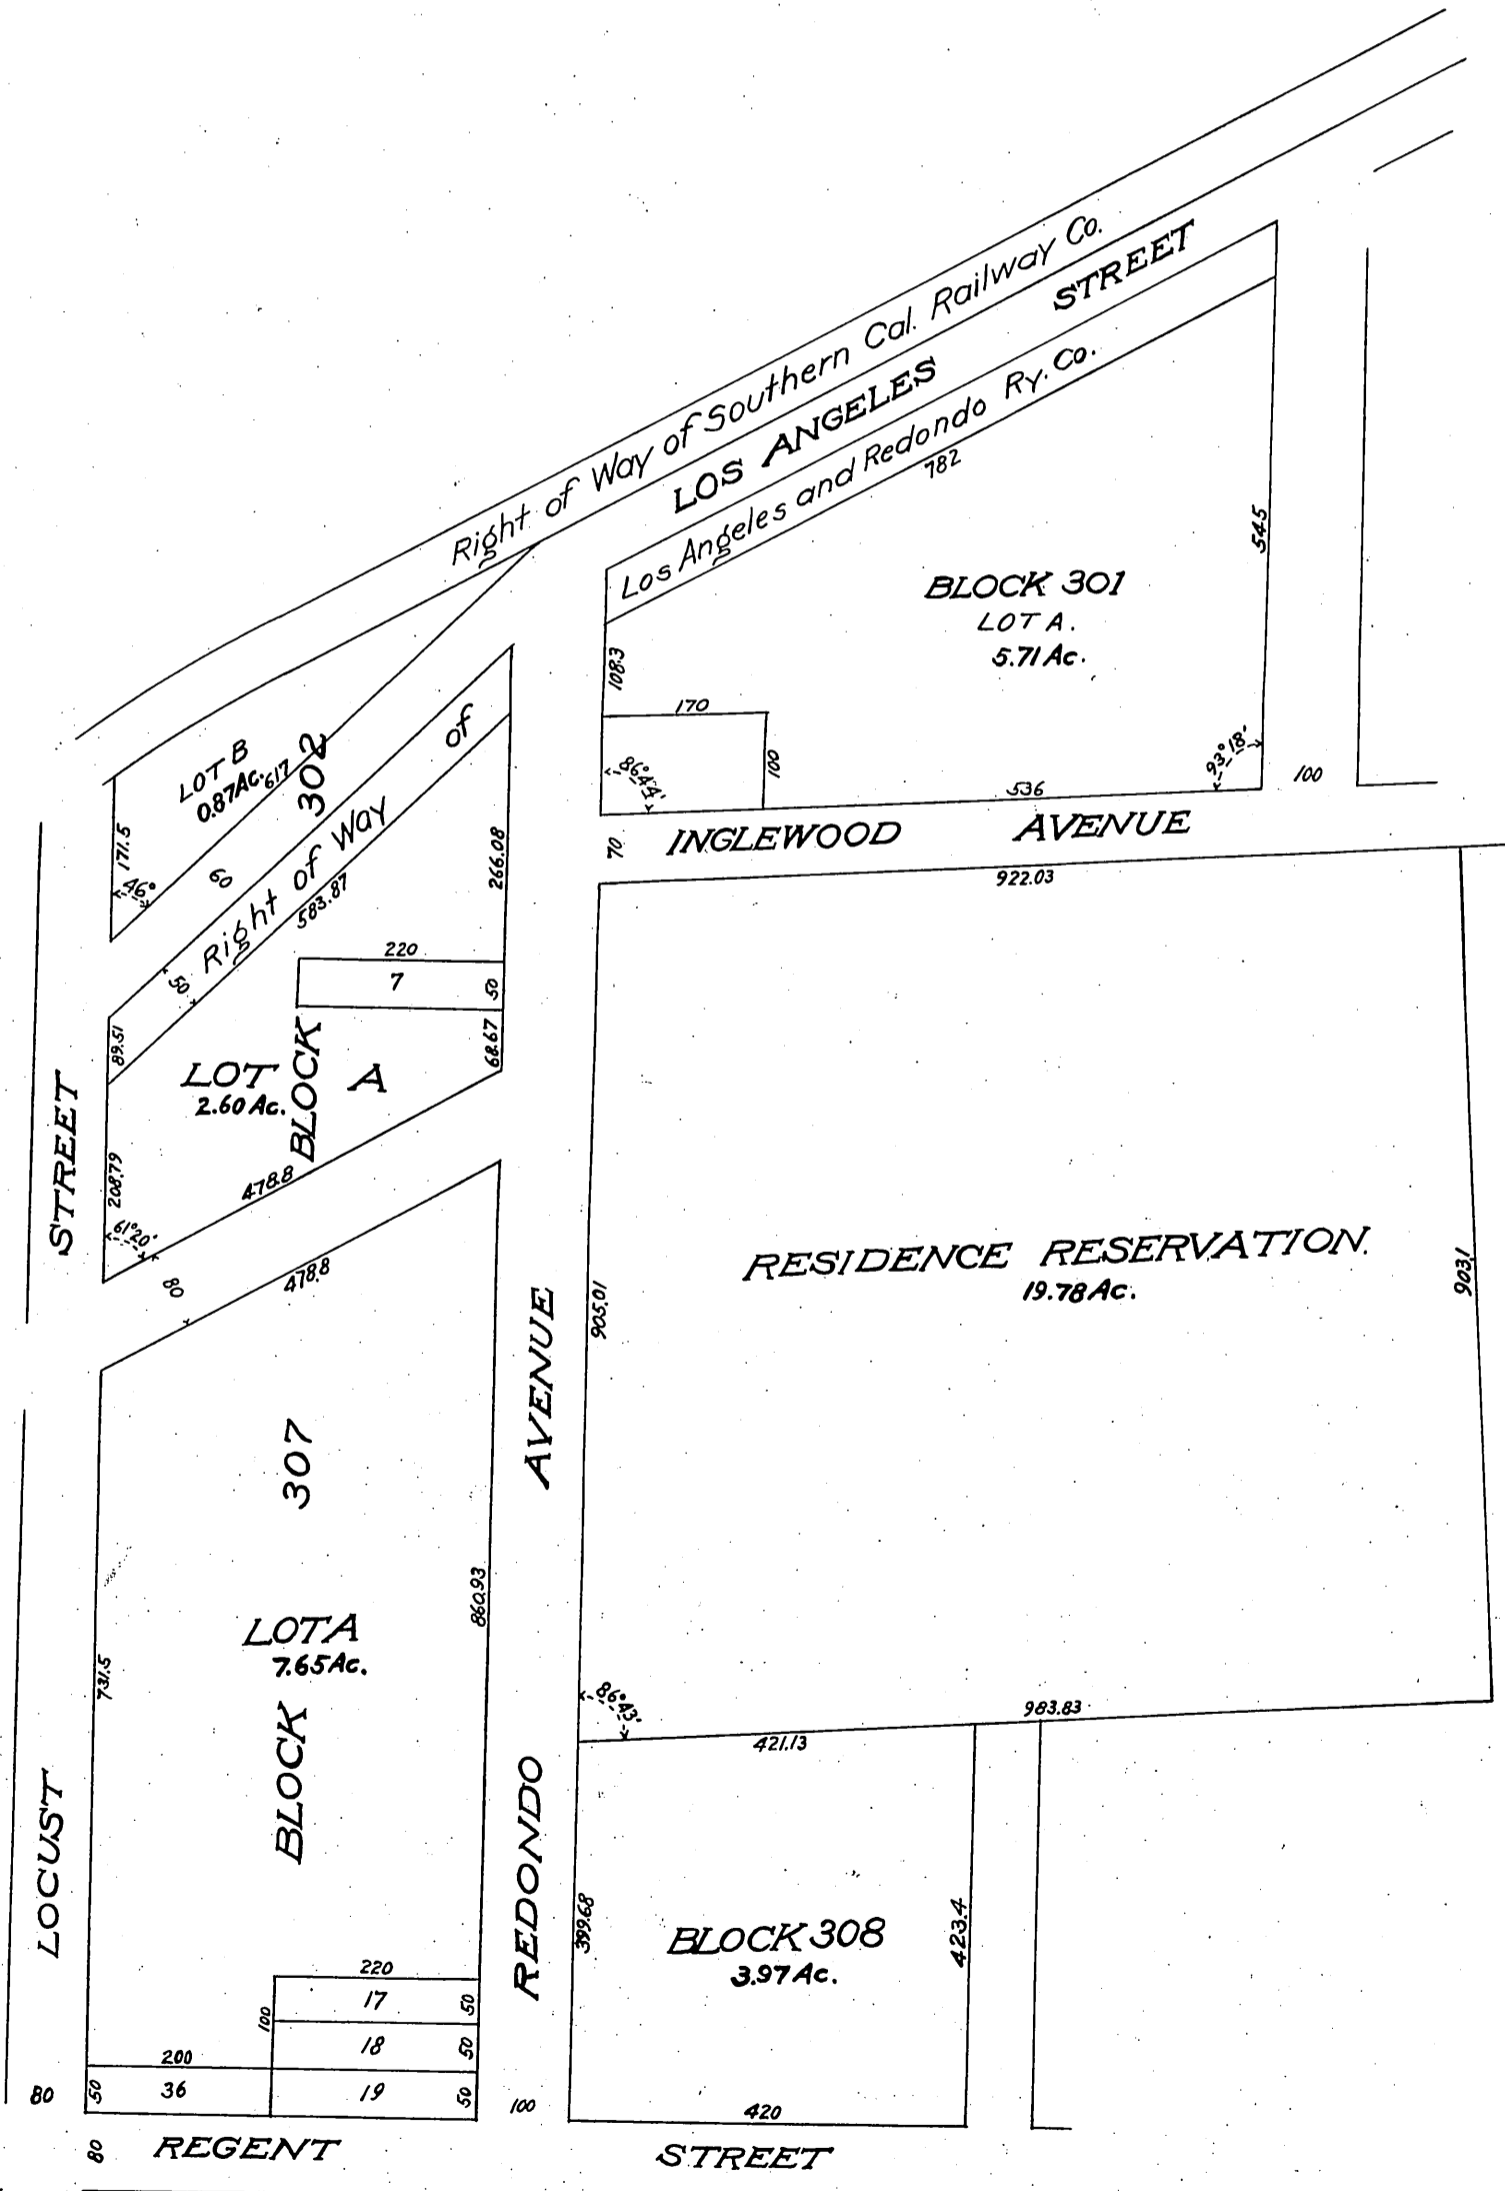 Right of Way of Southern Cal. Railway Co.
LOS ANGELES STREET
Los Angeles and Redondo Ry. Co.
782
545
BLOCK 301
LOT A.
5.71 Ac.
108.3
170
100
86°44'
536
93°18'
100
LOT B
0.87 Ac.
617
302
171.5
46°
60
Right of Way of
50
583.87
266.08
70
INGLEWOOD AVENUE
922.03
220
7
50
89.51
68.67
LOT A
2.60 Ac.
BLOCK
208.79
61°20'
478.8
80
478.8
STREET
RESIDENCE RESERVATION.
19.78 Ac.
905.01
903.1
AVENUE
307
860.93
LOT A
7.65 Ac.
731.5
BLOCK
86°43'
983.83
421.13
LOCUST
REDONDO
399.68
BLOCK 308
3.97 Ac.
423.4
220
17
50
100
18
50
200
36
50
19
50
80
100
420
80
REGENT STREET